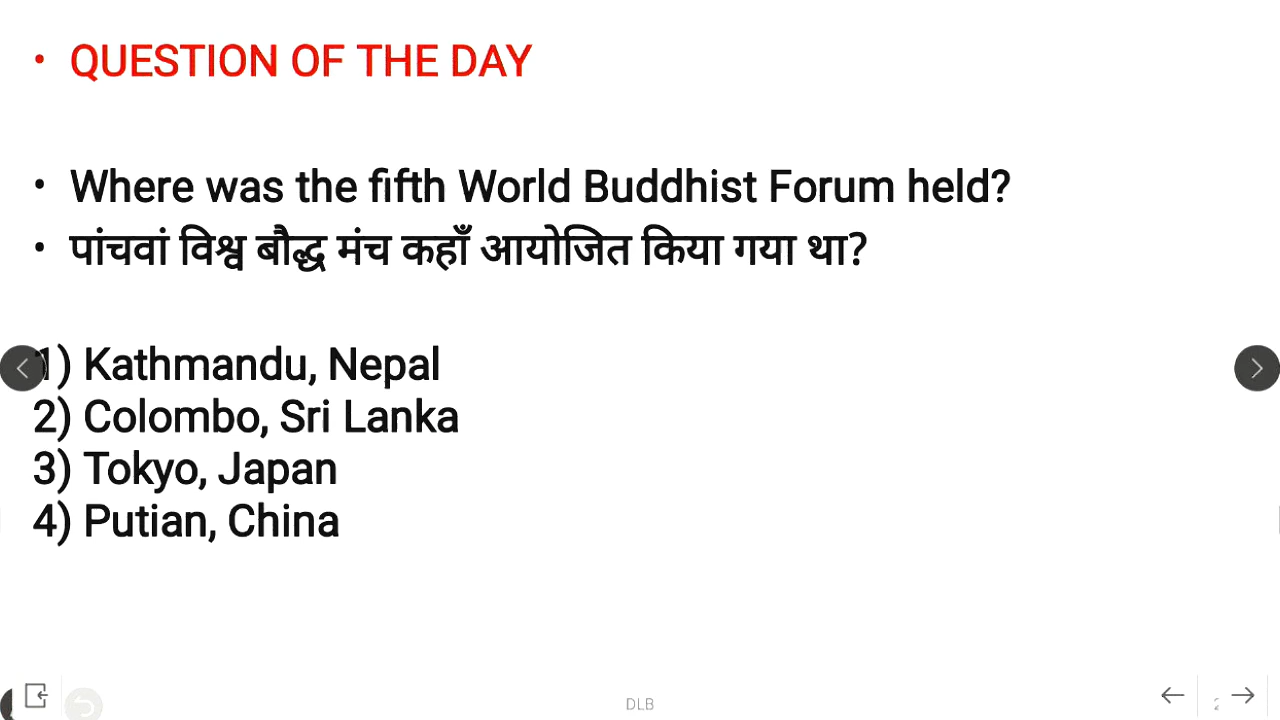 • QUESTION OF THE DAY
• Where was the fifth World Buddhist Forum held?
• पांचवां विश्व बौद्ध मंच कहाँ आयोजित किया गया था?
1) Kathmandu, Nepal
2) Colombo, Sri Lanka
3) Tokyo, Japan
4) Putian, China
DLB